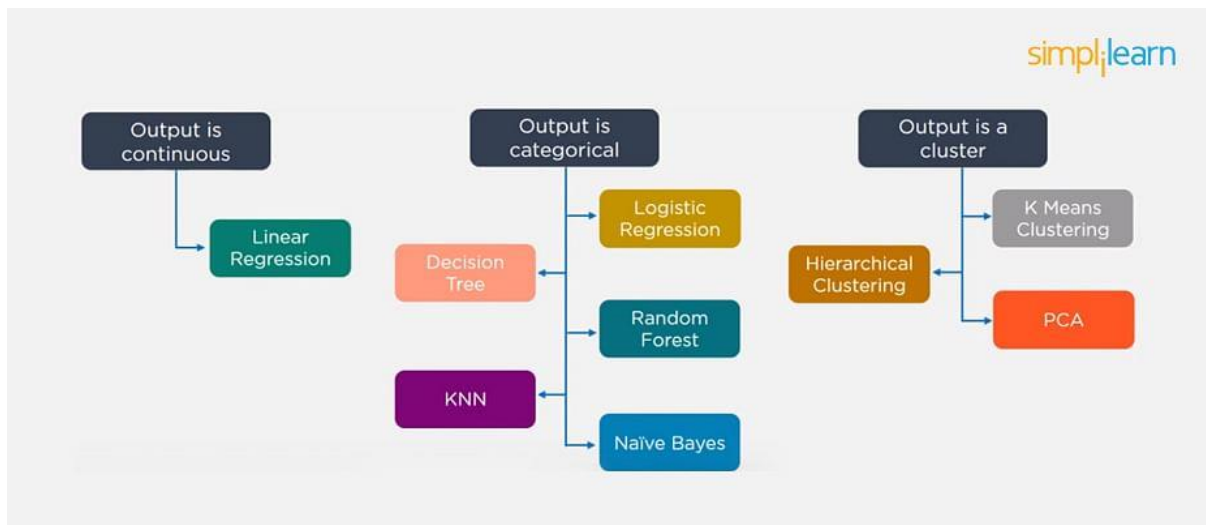 simplilearn
Output is
continuous
Linear
Regression
Output is
categorical
Logistic
Regression
Decision
Tree
Random
Forest
KNN
Naïve Bayes
Output is a
cluster
K Means
Clustering
Hierarchical
Clustering
PCA